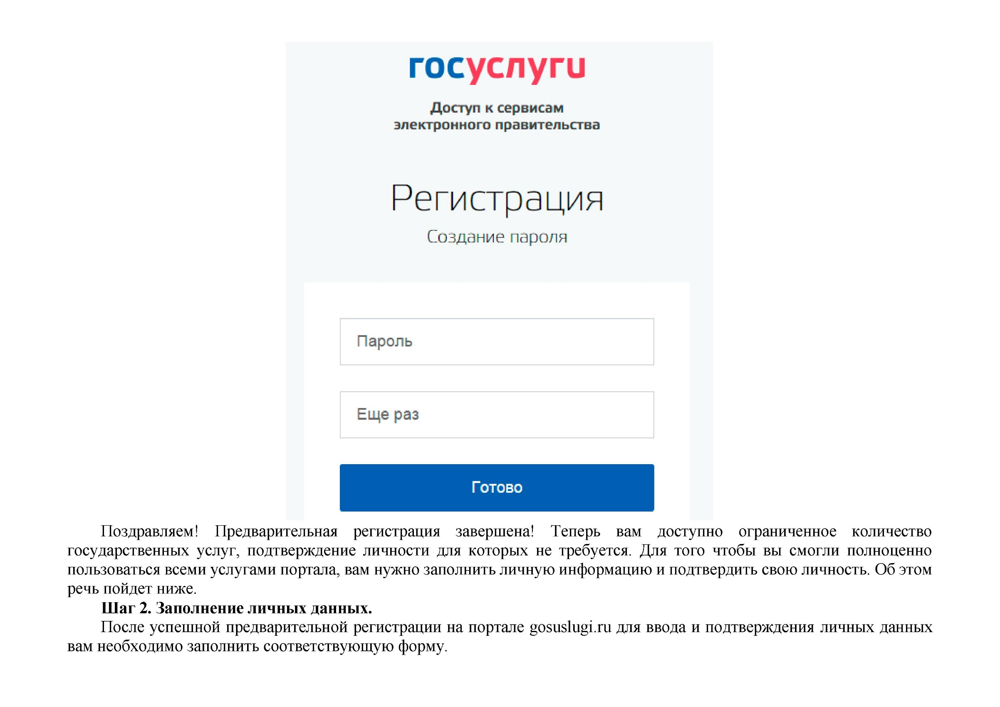 госуслуги
Доступ к сервисам
электронного правительства
Регистрация
Создание пароля
Пароль
Еще раз
Готово
Поздравляем! Предварительная регистрация завершена! Теперь вам доступно ограниченное количество
государственных услуг, подтверждение личности для которых не требуется. Для того чтобы вы смогли полноценно
пользоваться всеми услугами портала, вам нужно заполнить личную информацию и подтвердить свою личность. Об этом
речь пойдет ниже.
Шаг 2. Заполнение личных данных.
После успешной предварительной регистрации на портале gosuslugi.ru для ввода и подтверждения личных данных
вам необходимо заполнить соответствующую форму.